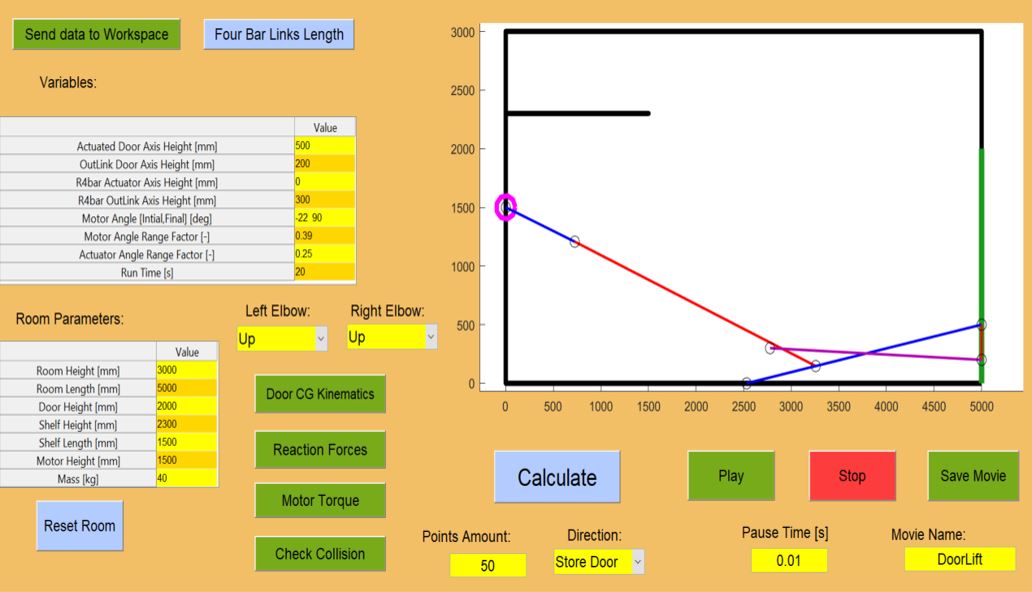 Send data to Workspace
Four Bar Links Length
Variables:
Value
Actuated Door Axis Height [mm] 500
OutLink Door Axis Height [mm] 200
R4bar Actuator Axis Height [mm] 0
R4bar OutLink Axis Height [mm] 300
Motor Angle [Intial,Final] [deg] -22 90
Motor Angle Range Factor [-] 0.39
Actuator Angle Range Factor [-] 0.25
Run Time [s] 20
Room Parameters:
Left Elbow:
Right Elbow:
Up
Up
Value
Room Height [mm] 3000
Room Length [mm] 5000
Door Height [mm] 2000
Shelf Height [mm] 2300
Shelf Length [mm] 1500
Motor Height [mm] 1500
Mass [kg] 40
Reset Room
Door CG Kinematics
Reaction Forces
Motor Torque
Check Collision
3000
2500
2000
1500
1000
500
0
0 500 1000 1500 2000 2500 3000 3500 4000 4500 5000
Calculate
Play
Stop
Save Movie
Points Amount:
50
Direction:
Store Door
Pause Time [s]
0.01
Movie Name:
DoorLift